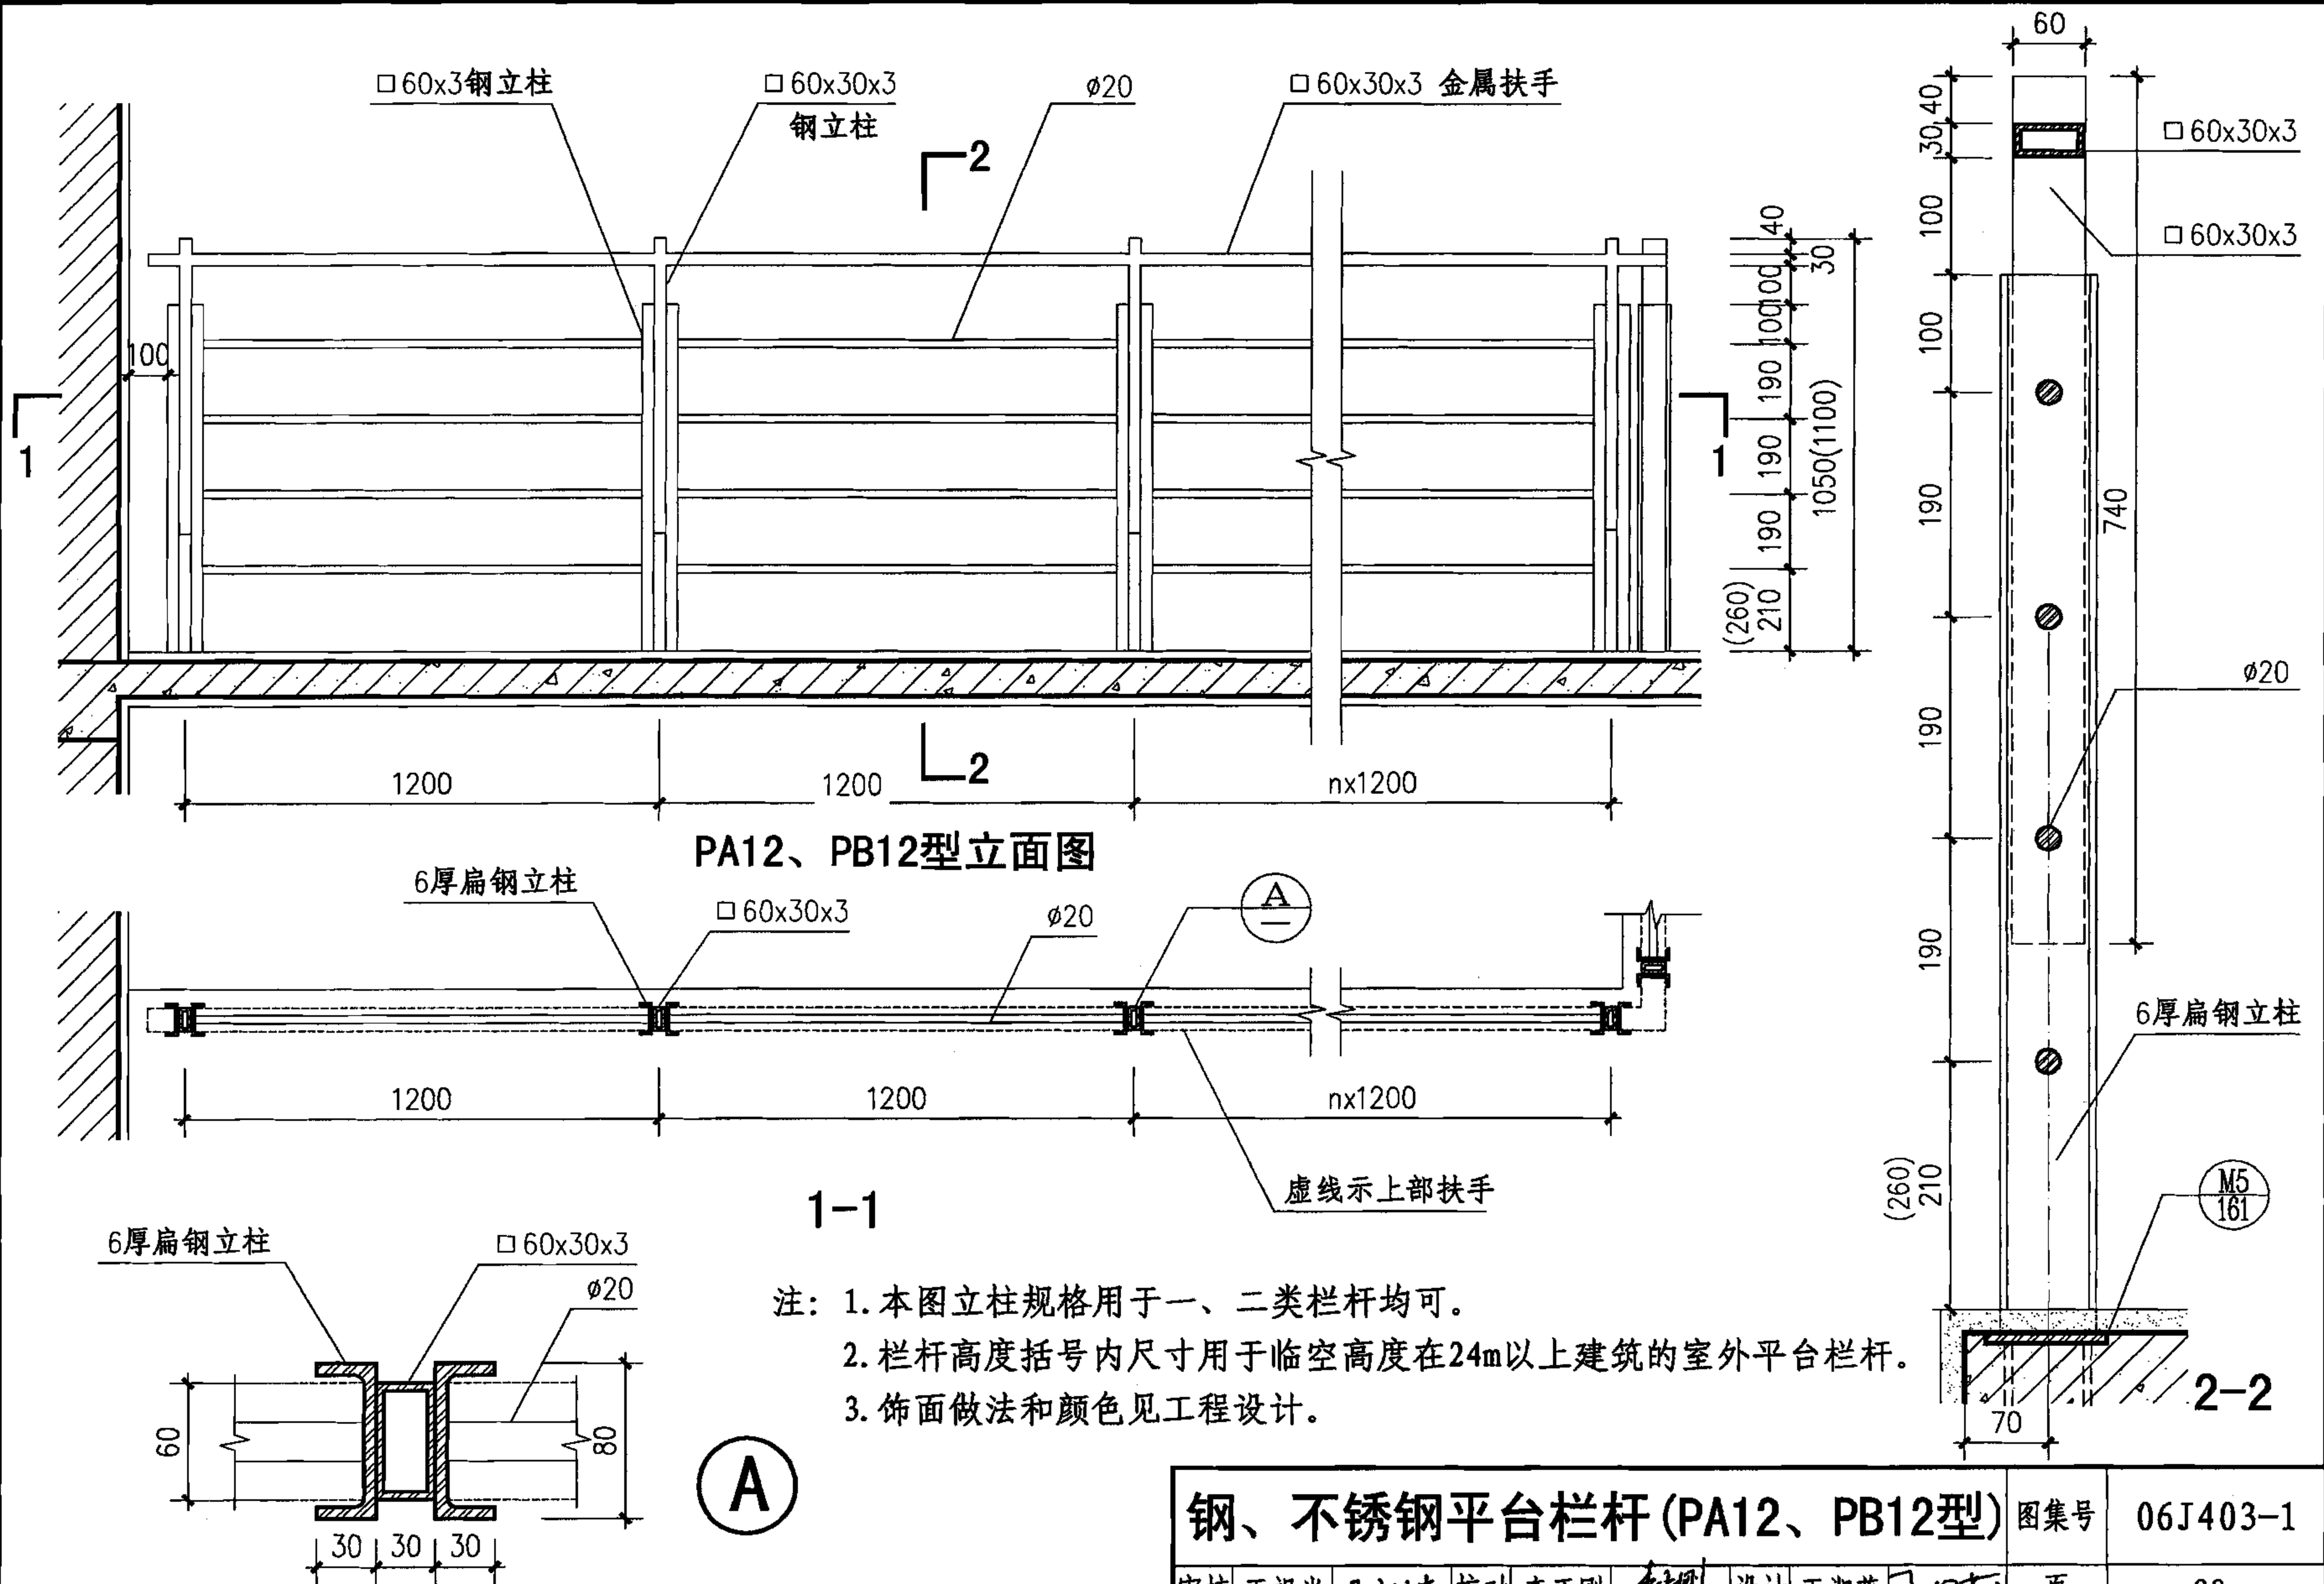 □60x3钢立柱
□60x30x3
钢立柱
ø20
□60x30x3 金属扶手
2
100
1
1
40
30
100
100
190
190
190
(260)
210
1050(1100)
2
1200
1200
nx1200
PA12、PB12型立面图
6厚扁钢立柱
□60x30x3
ø20
A
1200
1200
nx1200
虚线示上部扶手
1-1
60
40
30
100
100
190
190
190
(260)
210
740
□60x30x3
□60x30x3
ø20
6厚扁钢立柱
M5
161
70
2-2
6厚扁钢立柱
□60x30x3
ø20
60
80
30
30
30
A
注: 1.本图立柱规格用于一、二类栏杆均可。
2.栏杆高度括号内尺寸用于临空高度在24m以上建筑的室外平台栏杆。
3.饰面做法和颜色见工程设计。
钢、不锈钢平台栏杆(PA12、PB12型)
图集号
06J403-1